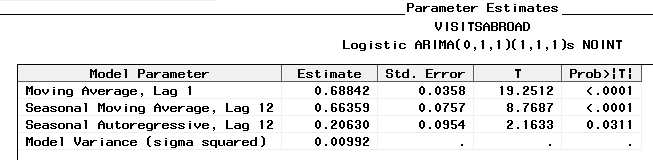 Parameter Estimates
VISITSABROAD
Logistic ARIMA(0,1,1)(1,1,1)s NOINT
Model Parameter Estimate Std. Error T Prob>|T|
Moving Average, Lag 1 0.68842 0.0358 19.2512 <.0001
Seasonal Moving Average, Lag 12 0.66359 0.0757 8.7687 <.0001
Seasonal Autoregressive, Lag 12 0.20630 0.0954 2.1633 0.0311
Model Variance (sigma squared) 0.00992 . . .